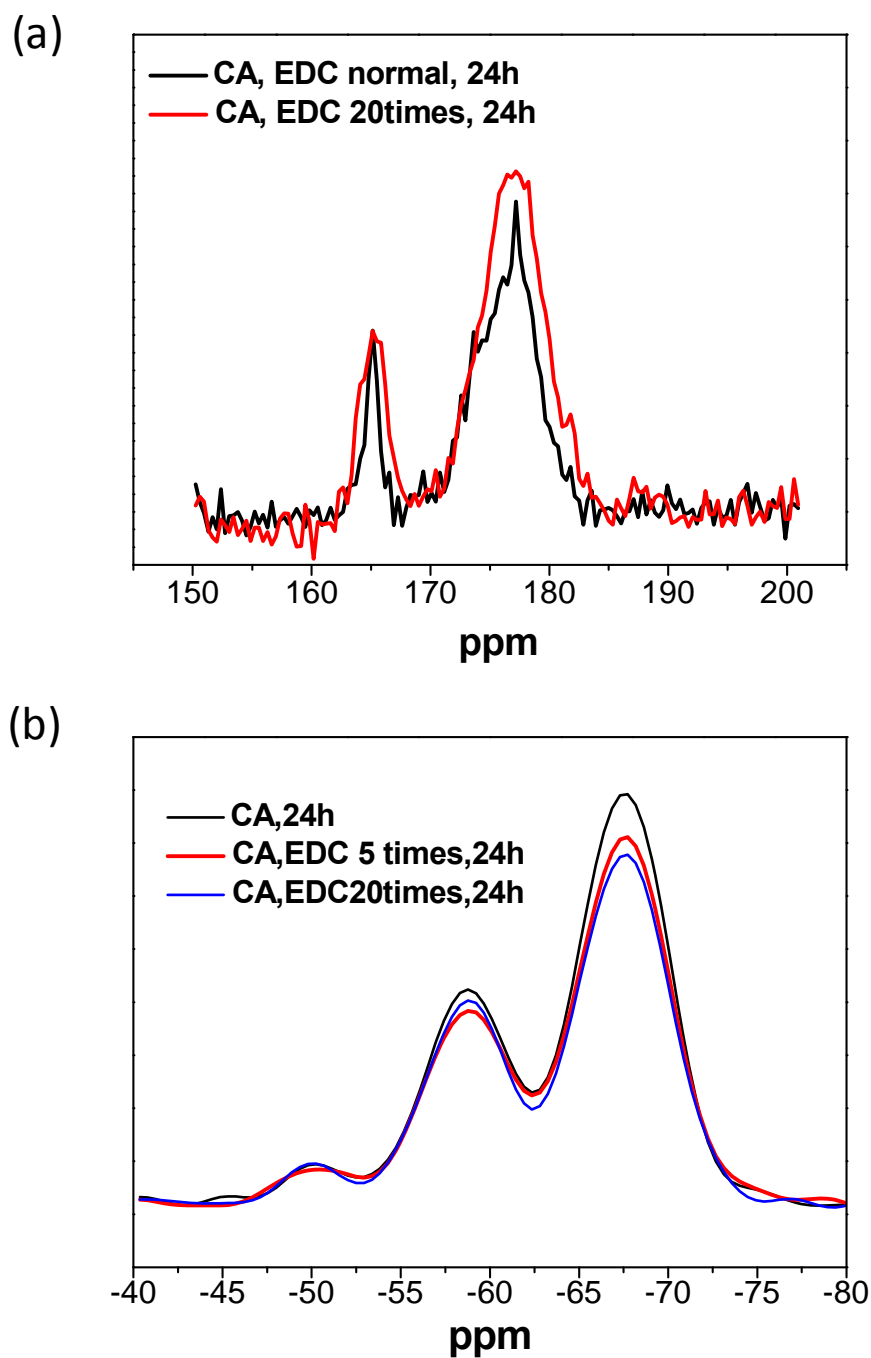 (a)
CA, EDC normal, 24h
CA, EDC 20times, 24h
150 160 170 180 190 200
ppm
(b)
CA,24h
CA,EDC 5 times,24h
CA,EDC20times,24h
-40 -45 -50 -55 -60 -65 -70 -75 -80
ppm